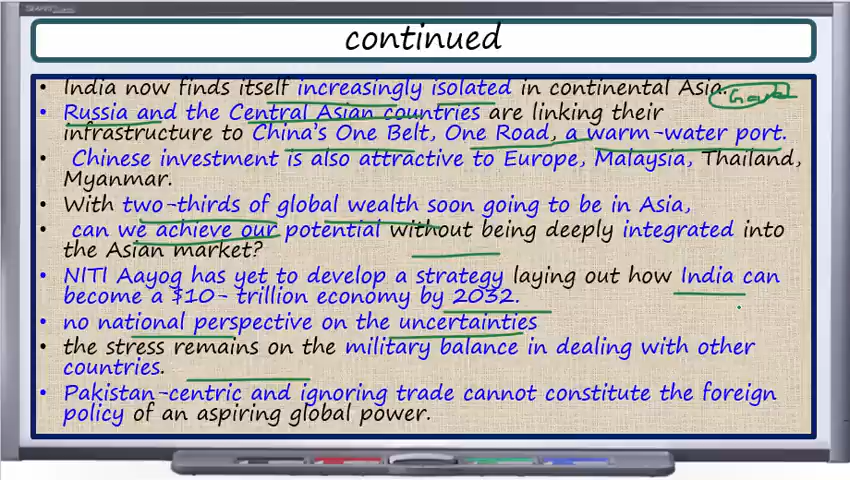 continued
• India now finds itself increasingly isolated in continental Asia.
• Russia and the Central Asian countries are linking their
infrastructure to China's One Belt, One Road, a warm-water port.
• Chinese investment is also attractive to Europe, Malaysia, Thailand,
Myanmar.
• With two-thirds of global wealth soon going to be in Asia,
• can we achieve our potential without being deeply integrated into
the Asian market?
• NITI Aayog has yet to develop a strategy laying out how India can
become a $10- trillion economy by 2032.
• no national perspective on the uncertainties
• the stress remains on the military balance in dealing with other
countries.
• Pakistan-centric and ignoring trade cannot constitute the foreign
policy of an aspiring global power.